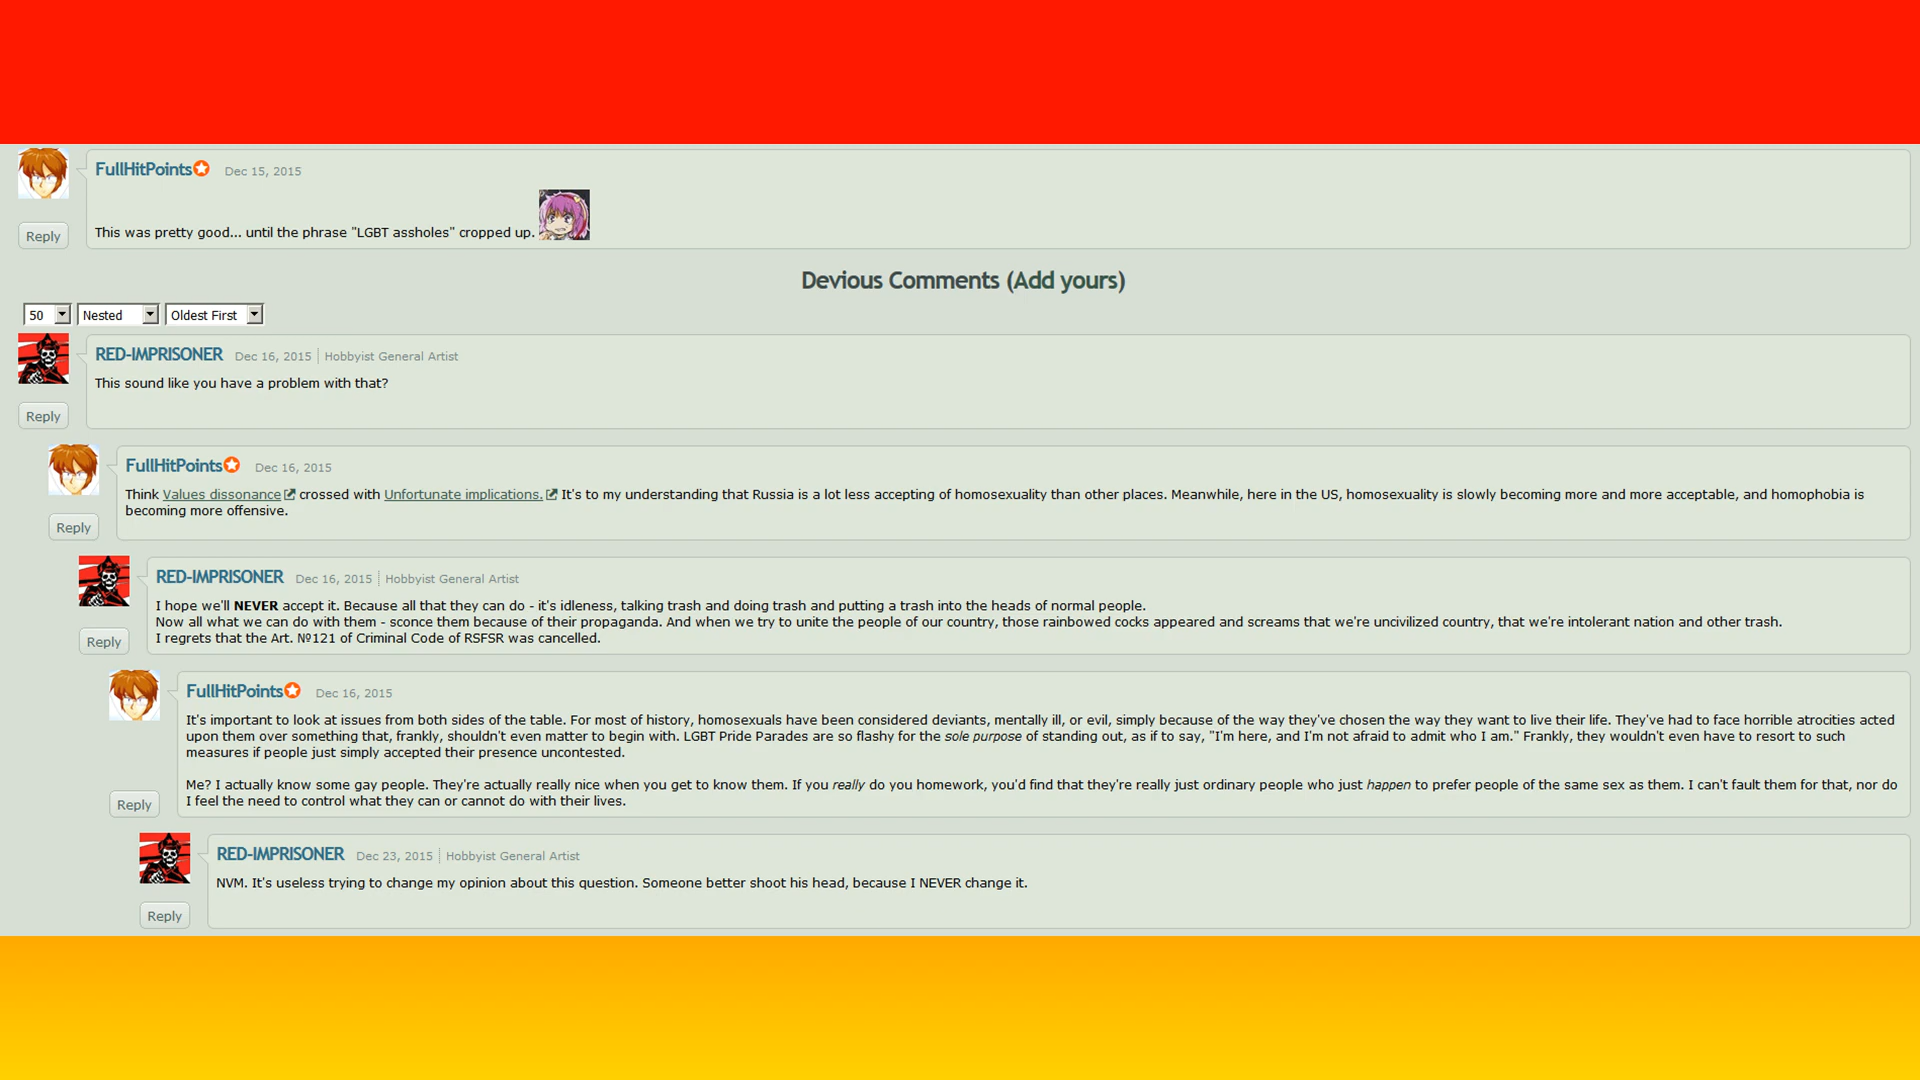 FullHitPoints Dec 15, 2015
This was pretty good... until the phrase "LGBT assholes" cropped up.
Reply
Devious Comments (Add yours)
50 Nested Oldest First
RED-IMPRISONER Dec 16, 2015 Hobbyist General Artist
This sound like you have a problem with that?
Reply
FullHitPoints Dec 16, 2015
Think Values dissonance crossed with Unfortunate implications. It's to my understanding that Russia is a lot less accepting of homosexuality than other places. Meanwhile, here in the US, homosexuality is slowly becoming more and more acceptable, and homophobia is
becoming more offensive.
Reply
RED-IMPRISONER Dec 16, 2015 Hobbyist General Artist
I hope we'll NEVER accept it. Because all that they can do - it's idleness, talking trash and doing trash and putting a trash into the heads of normal people.
Now all what we can do with them - sconce them because of their propaganda. And when we try to unite the people of our country, those rainbowed cocks appeared and screams that we're uncivilized country, that we're intolerant nation and other trash.
I regrets that the Art. №121 of Criminal Code of RSFSR was cancelled.
Reply
FullHitPoints Dec 16, 2015
It's important to look at issues from both sides of the table. For most of history, homosexuals have been considered deviants, mentally ill, or evil, simply because of the way they've chosen the way they want to live their life. They've had to face horrible atrocities acted
upon them over something that, frankly, shouldn't even matter to begin with. LGBT Pride Parades are so flashy for the sole purpose of standing out, as if to say, "I'm here, and I'm not afraid to admit who I am." Frankly, they wouldn't even have to resort to such
measures if people just simply accepted their presence uncontested.
Me? I actually know some gay people. They're actually really nice when you get to know them. If you really do you homework, you'd find that they're really just ordinary people who just happen to prefer people of the same sex as them. I can't fault them for that, nor do
I feel the need to control what they can or cannot do with their lives.
Reply
RED-IMPRISONER Dec 23, 2015 Hobbyist General Artist
NVM. It's useless trying to change my opinion about this question. Someone better shoot his head, because I NEVER change it.
Reply